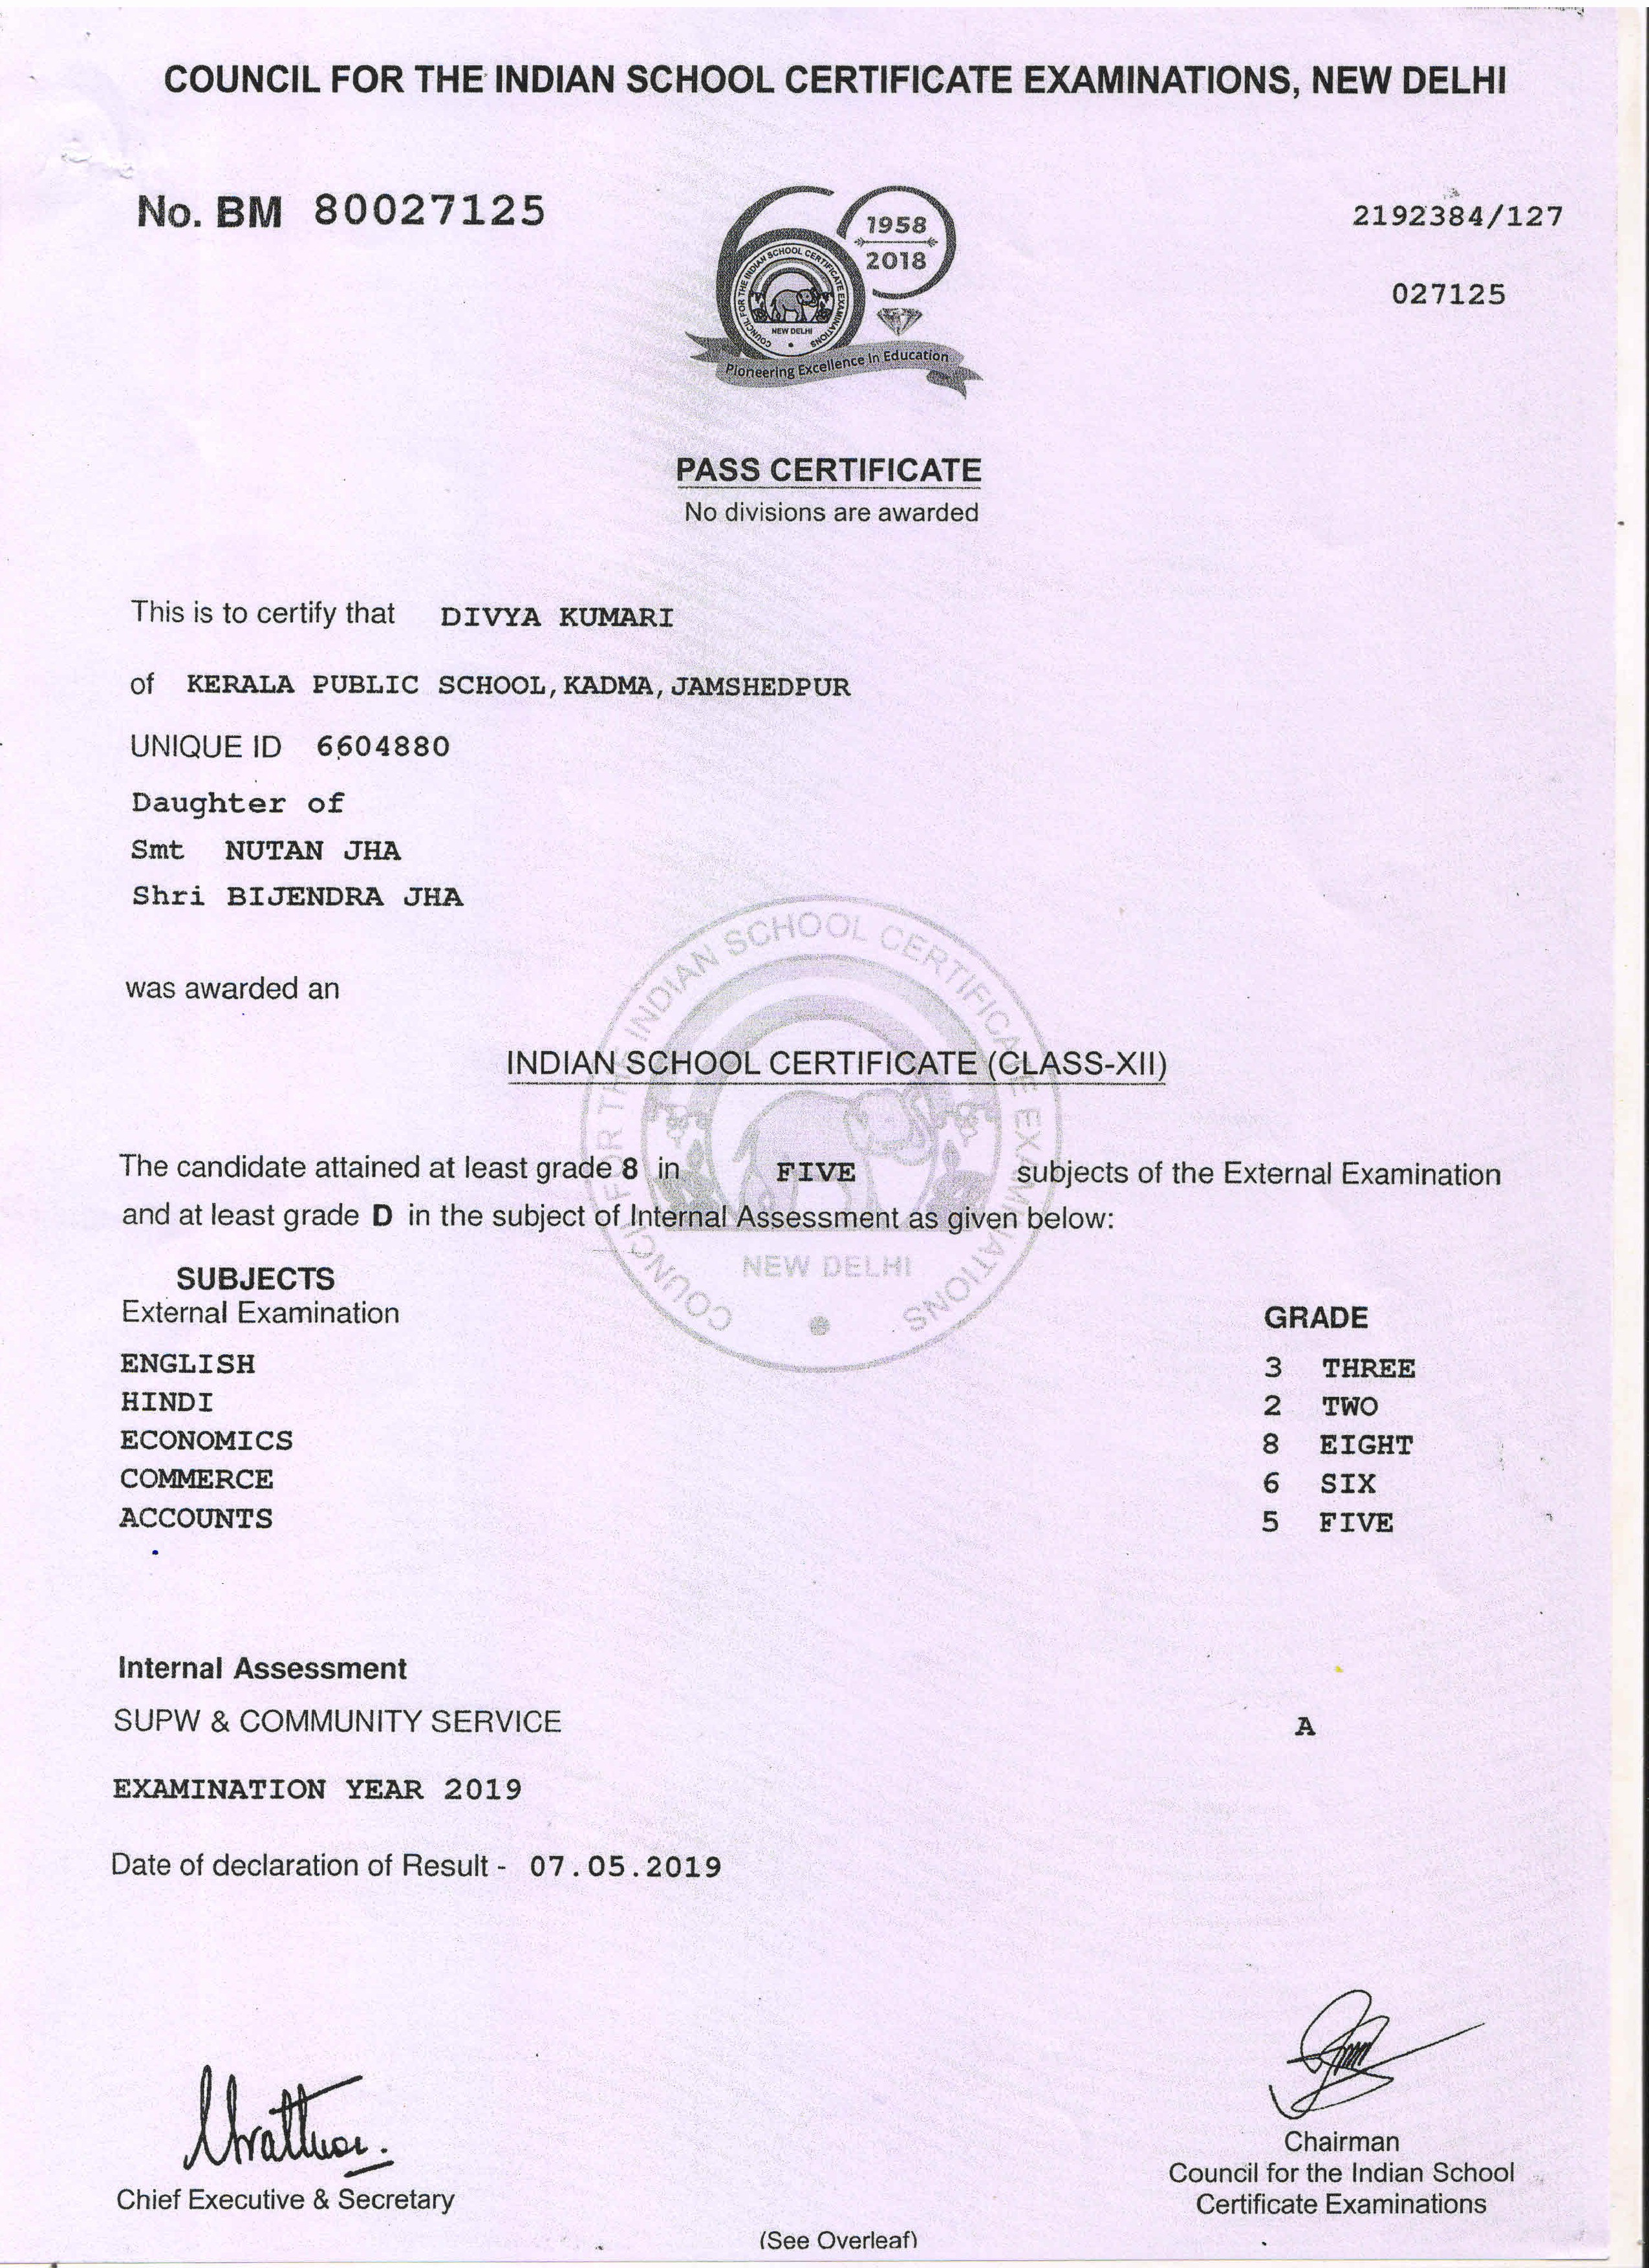 COUNCIL FOR THE INDIAN SCHOOL CERTIFICATE EXAMINATIONS, NEW DELHI
No. BM 80027125
2192384/127
027125
1958
2018
COUNCIL FOR THE INDIAN SCHOOL CERTIFICATE EXAMINATIONS
NEW DELHI
Pioneering Excellence In Education
PASS CERTIFICATE
No divisions are awarded
This is to certify that DIVYA KUMARI
of KERALA PUBLIC SCHOOL, KADMA, JAMSHEDPUR
UNIQUE ID 6604880
Daughter of
Smt NUTAN JHA
Shri BIJENDRA JHA
was awarded an
INDIAN SCHOOL CERTIFICATE (CLASS-XII)
The candidate attained at least grade 8 in FIVE subjects of the External Examination
and at least grade D in the subject of Internal Assessment as given below:
COUNCIL FOR THE INDIAN SCHOOL CERTIFICATE EXAMINATIONS
NEW DELHI
SUBJECTS
External Examination GRADE
ENGLISH 3 THREE
HINDI 2 TWO
ECONOMICS 8 EIGHT
COMMERCE 6 SIX
ACCOUNTS 5 FIVE
Internal Assessment
SUPW & COMMUNITY SERVICE A
EXAMINATION YEAR 2019
Date of declaration of Result - 07.05.2019
Chief Executive & Secretary
Chairman
Council for the Indian School
Certificate Examinations
(See Overleaf)